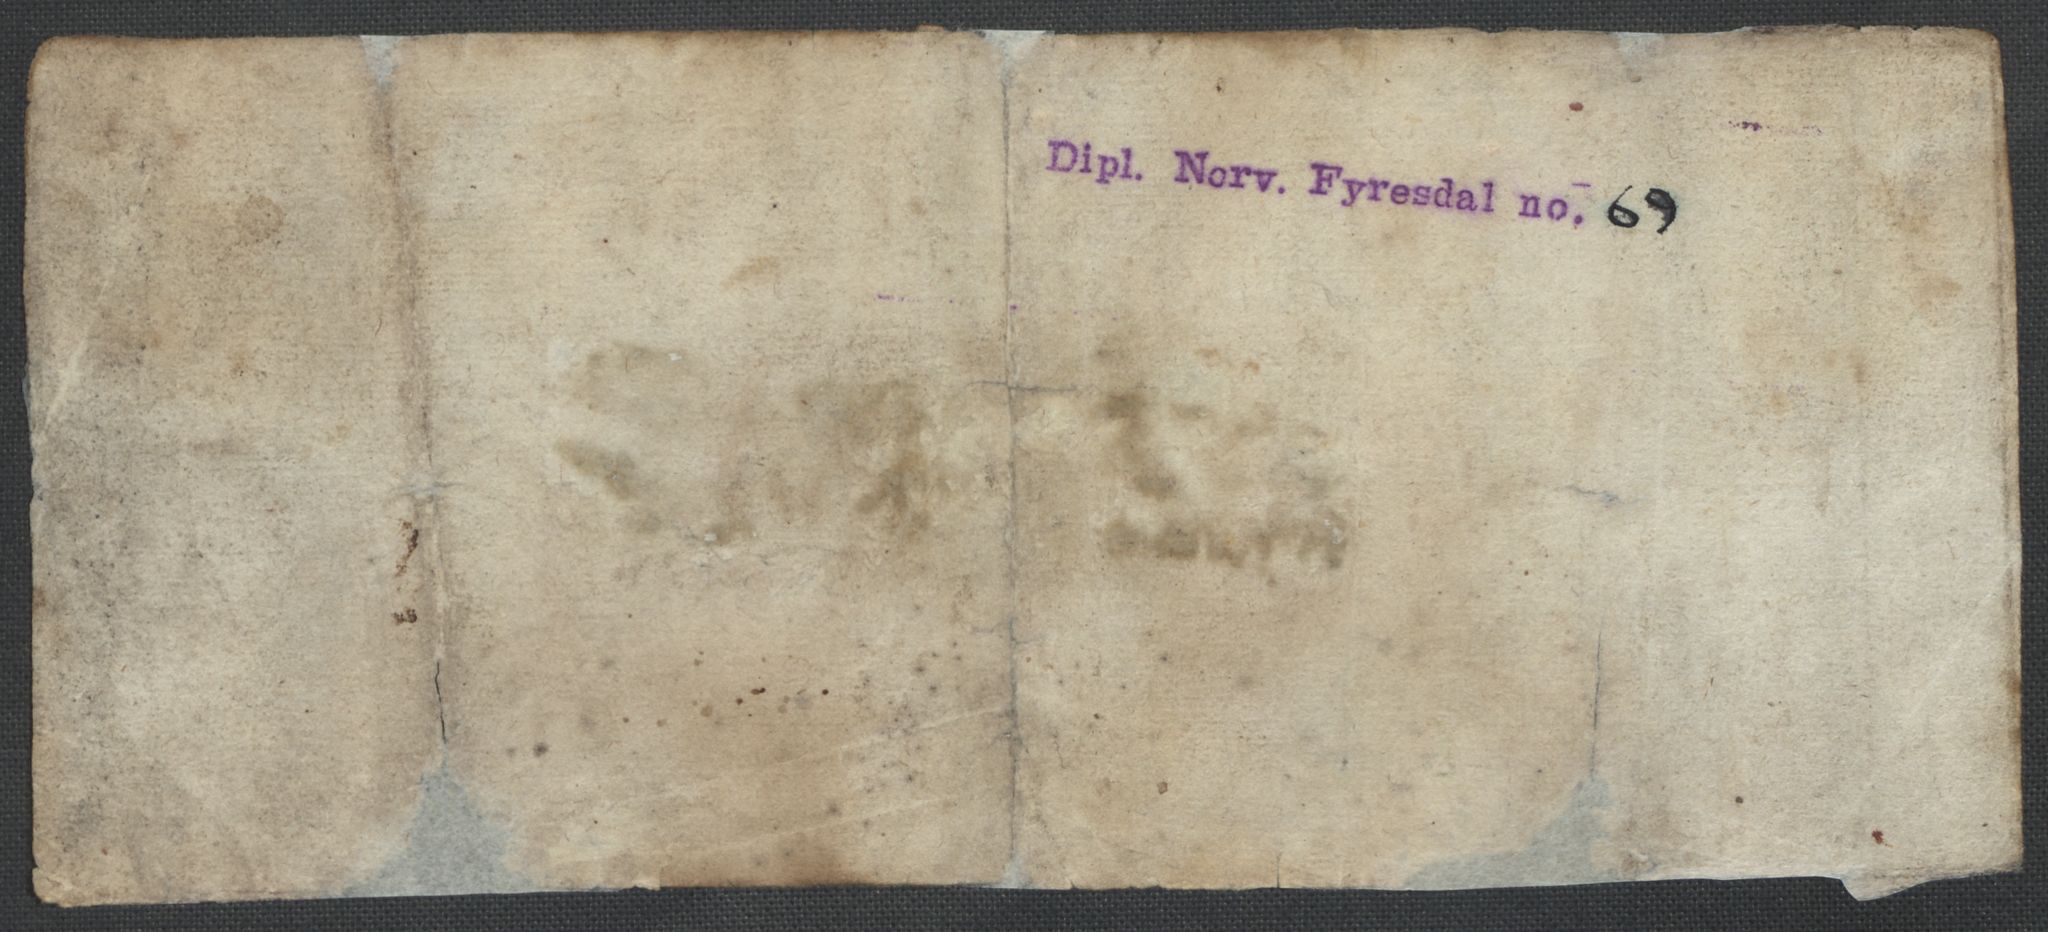 Dipl. Norv. Fyresdal no. 69